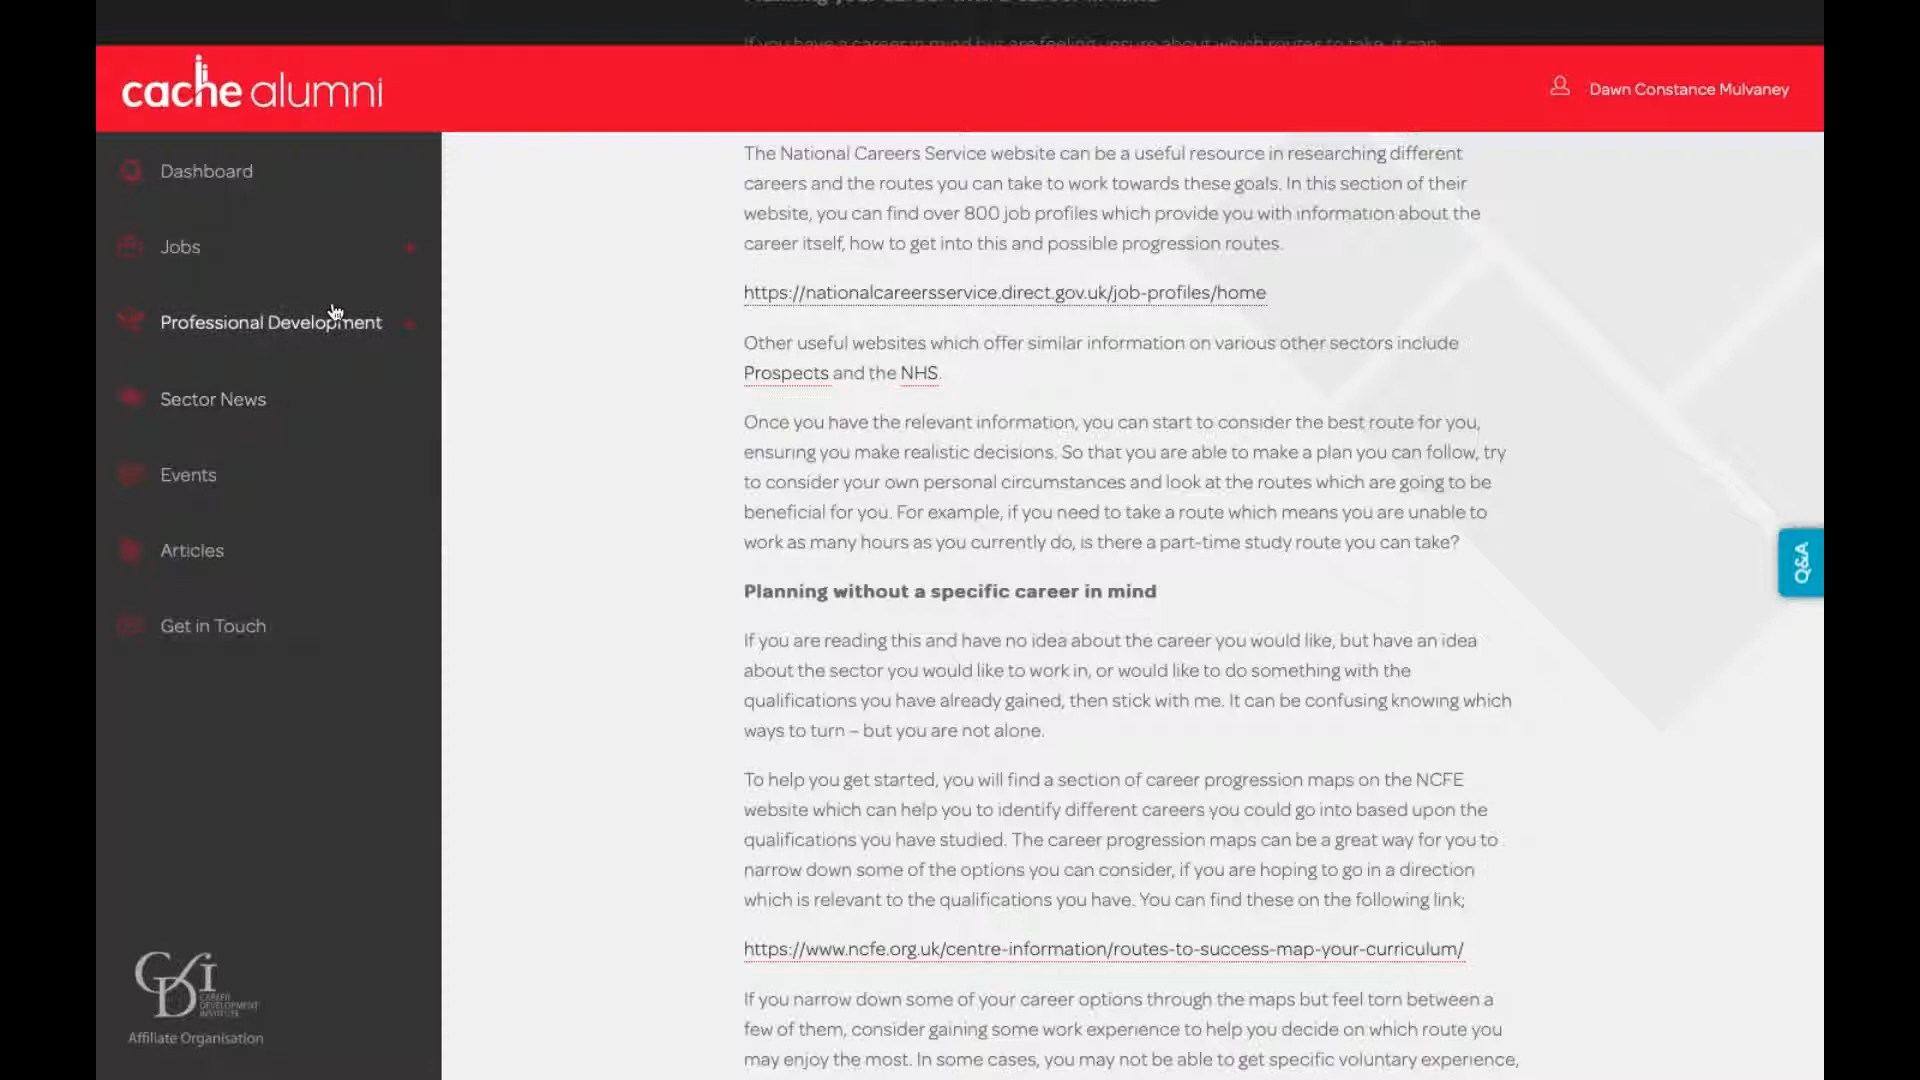 If you have a career in mind but are feeling unsure about which routes to take, it can
cache alumni
Dawn Constance Mulvaney
Dashboard
Jobs
Professional Development
Sector News
Events
Articles
Get in Touch
CDI
CAREER
DEVELOPMENT
INSTITUTE
Affiliate Organisation
The National Careers Service website can be a useful resource in researching different
careers and the routes you can take to work towards these goals. In this section of their
website, you can find over 800 job profiles which provide you with information about the
career itself, how to get into this and possible progression routes.
https://nationalcareersservice.direct.gov.uk/job-profiles/home
Other useful websites which offer similar information on various other sectors include
Prospects and the NHS.
Once you have the relevant information, you can start to consider the best route for you,
ensuring you make realistic decisions. So that you are able to make a plan you can follow, try
to consider your own personal circumstances and look at the routes which are going to be
beneficial for you. For example, if you need to take a route which means you are unable to
work as many hours as you currently do, is there a part-time study route you can take?
Planning without a specific career in mind
If you are reading this and have no idea about the career you would like, but have an idea
about the sector you would like to work in, or would like to do something with the
qualifications you have already gained, then stick with me. It can be confusing knowing which
ways to turn – but you are not alone.
To help you get started, you will find a section of career progression maps on the NCFE
website which can help you to identify different careers you could go into based upon the
qualifications you have studied. The career progression maps can be a great way for you to
narrow down some of the options you can consider, if you are hoping to go in a direction
which is relevant to the qualifications you have. You can find these on the following link;
https://www.ncfe.org.uk/centre-information/routes-to-success-map-your-curriculum/
If you narrow down some of your career options through the maps but feel torn between a
few of them, consider gaining some work experience to help you decide on which route you
may enjoy the most. In some cases, you may not be able to get specific voluntary experience,
Q&A